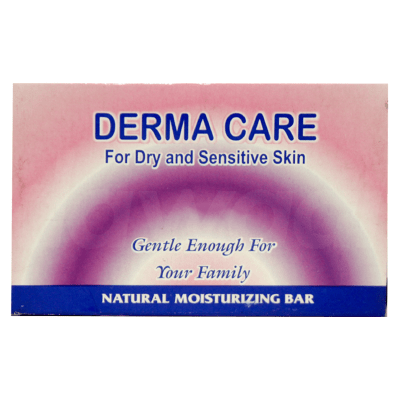 DERMA CARE
For Dry and Sensitive Skin
Gentle Enough For
Your Family
NATURAL MOISTURIZING BAR